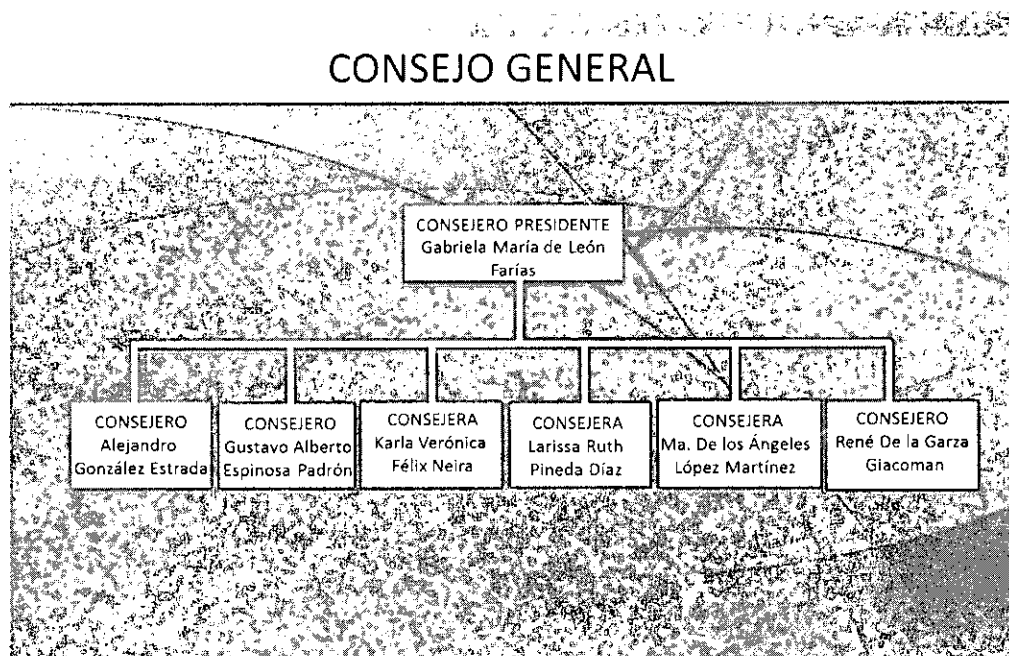 CONSEJO GENERAL
CONSEJERO PRESIDENTE
Gabriela María de León
Farías
CONSEJERO
Alejandro
González Estrada
CONSEJERO
Gustavo Alberto
Espinosa Padrón
CONSEJERA
Karla Verónica
Félix Neira
CONSEJERA
Larissa Ruth
Pineda Díaz
CONSEJERA
Ma. De los Ángeles
López Martínez
CONSEJERO
René De la Garza
Giacoman